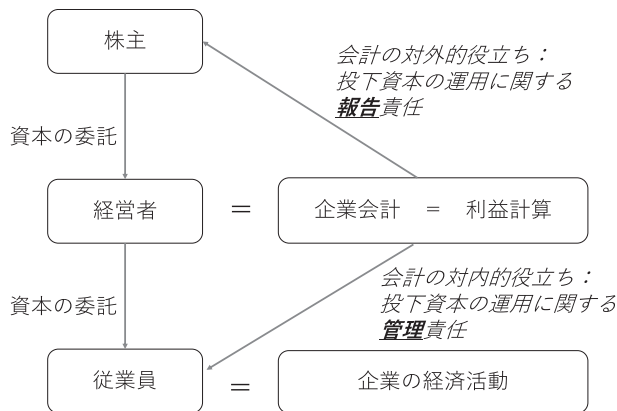 株主
会計の対外的役立ち：
投下資本の運用に関する
報告責任
資本の委託
経営者
＝
企業会計 ＝ 利益計算
会計の対内的役立ち：
投下資本の運用に関する
管理責任
資本の委託
従業員
＝
企業の経済活動